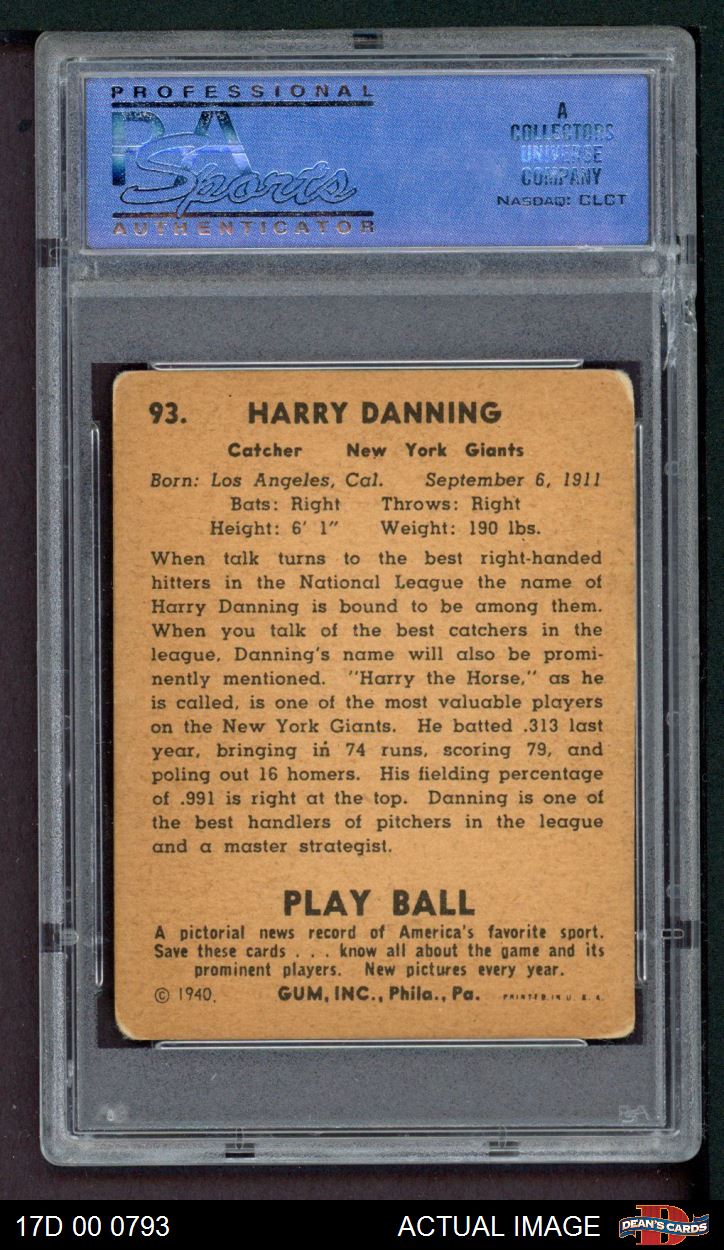 PROFESSIONAL
PSA
Sports
AUTHENTICATOR
A
COLLECTORS
UNIVERSE
COMPANY
NASDAQ: CLCT
93. HARRY DANNING
Catcher New York Giants
Born: Los Angeles, Cal. September 6, 1911
Bats: Right Throws: Right
Height: 6' 1" Weight: 190 lbs.
When talk turns to the best right-handed
hitters in the National League the name of
Harry Danning is bound to be among them.
When you talk of the best catchers in the
league, Danning's name will also be promi-
nently mentioned. "Harry the Horse," as he
is called, is one of the most valuable players
on the New York Giants. He batted .313 last
year, bringing in 74 runs, scoring 79, and
poling out 16 homers. His fielding percentage
of .991 is right at the top. Danning is one of
the best handlers of pitchers in the league
and a master strategist.
PLAY BALL
A pictorial news record of America's favorite sport.
Save these cards . . . know all about the game and its
prominent players. New pictures every year.
© 1940, GUM, INC., Phila., Pa. PRINTED IN U. S. A.
PSA
17D 00 0793 ACTUAL IMAGE DEAN'S CARDS